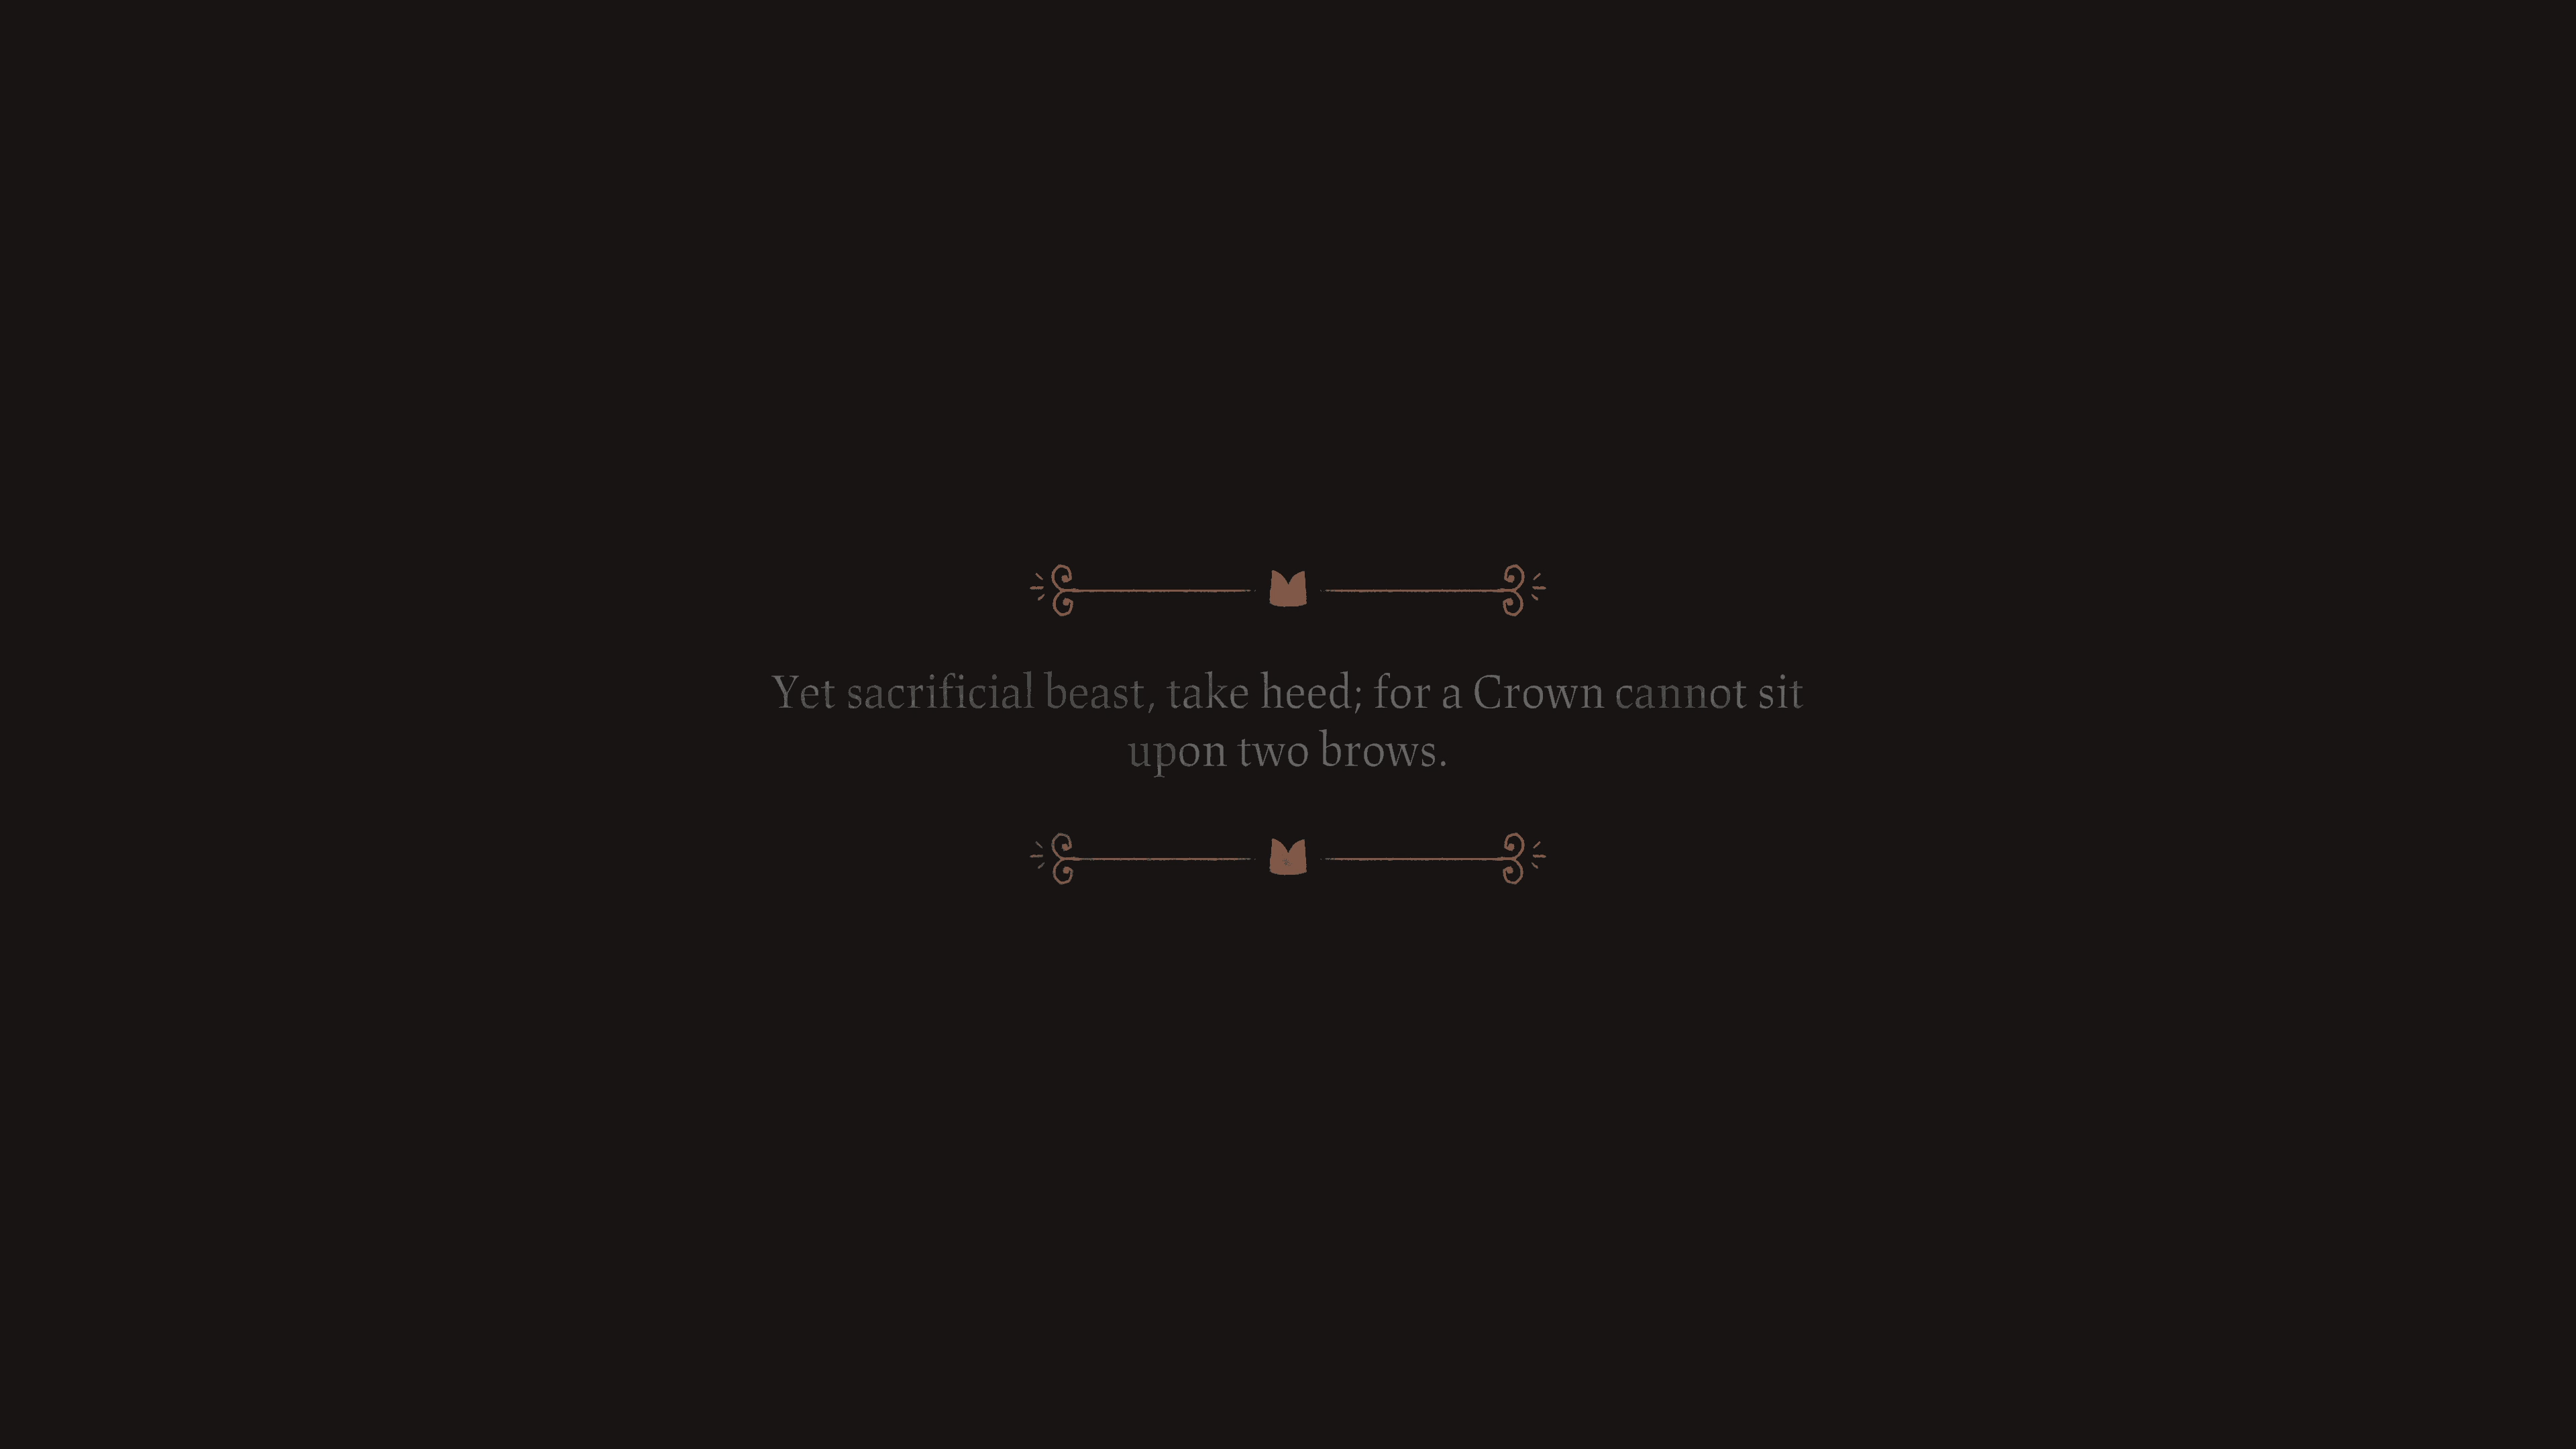 Yet sacrificial beast, take heed; for a Crown cannot sit
upon two brows.